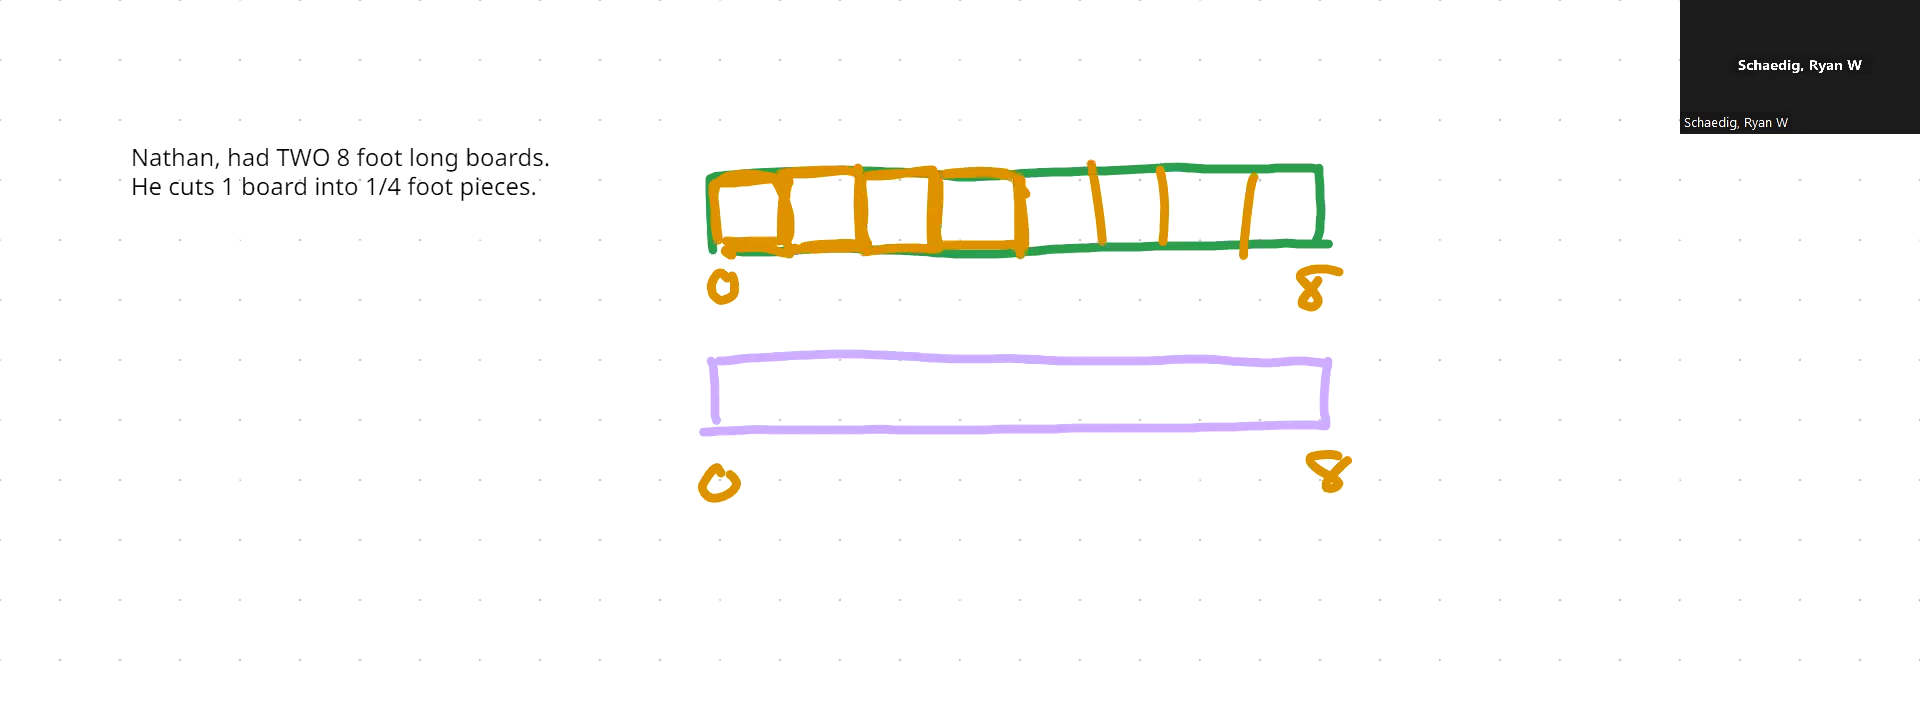 Schaedig, Ryan W
Schaedig, Ryan W
Nathan, had TWO 8 foot long boards.
He cuts 1 board into 1/4 foot pieces.
0 8
0 8